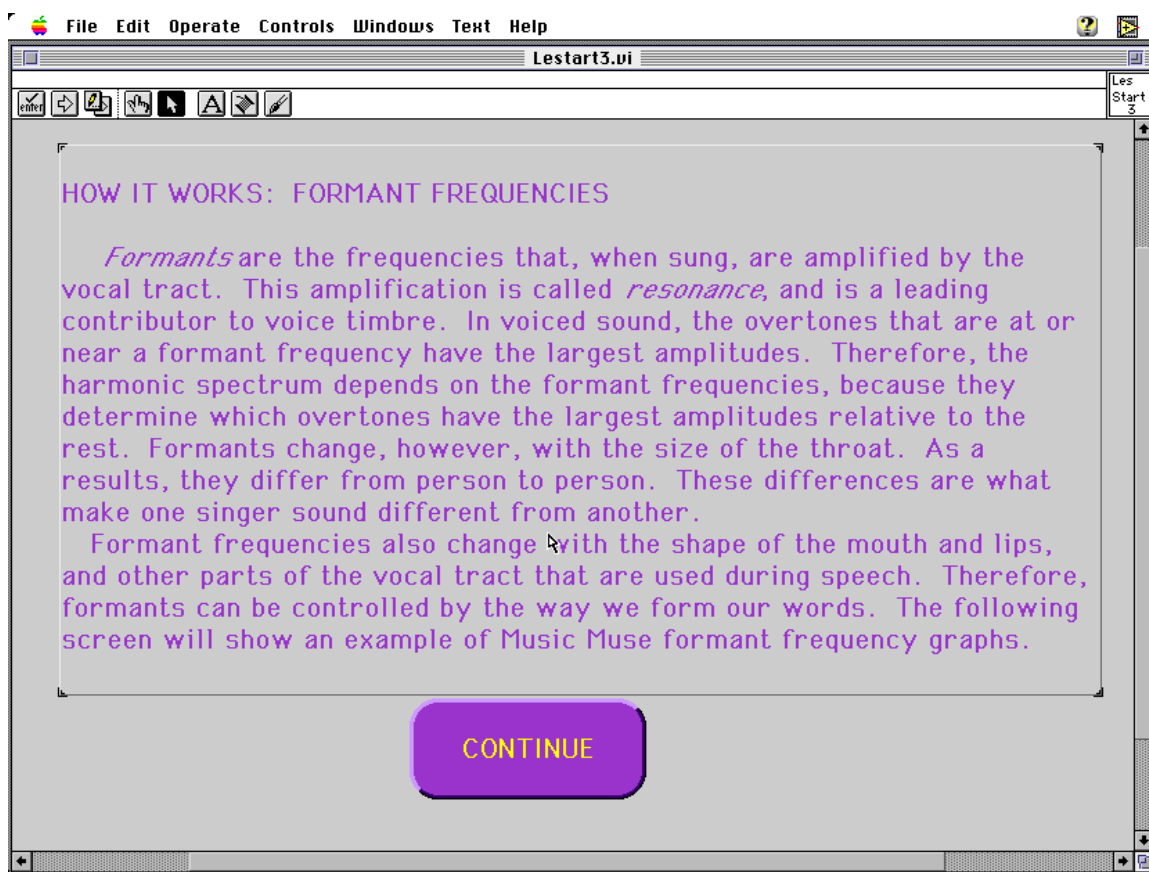 File Edit Operate Controls Windows Text Help
Lestart3.vi
enter A
Les
Start
3
HOW IT WORKS: FORMANT FREQUENCIES
Formants are the frequencies that, when sung, are amplified by the
vocal tract. This amplification is called resonance, and is a leading
contributor to voice timbre. In voiced sound, the overtones that are at or
near a formant frequency have the largest amplitudes. Therefore, the
harmonic spectrum depends on the formant frequencies, because they
determine which overtones have the largest amplitudes relative to the
rest. Formants change, however, with the size of the throat. As a
results, they differ from person to person. These differences are what
make one singer sound different from another.
Formant frequencies also change with the shape of the mouth and lips,
and other parts of the vocal tract that are used during speech. Therefore,
formants can be controlled by the way we form our words. The following
screen will show an example of Music Muse formant frequency graphs.
CONTINUE